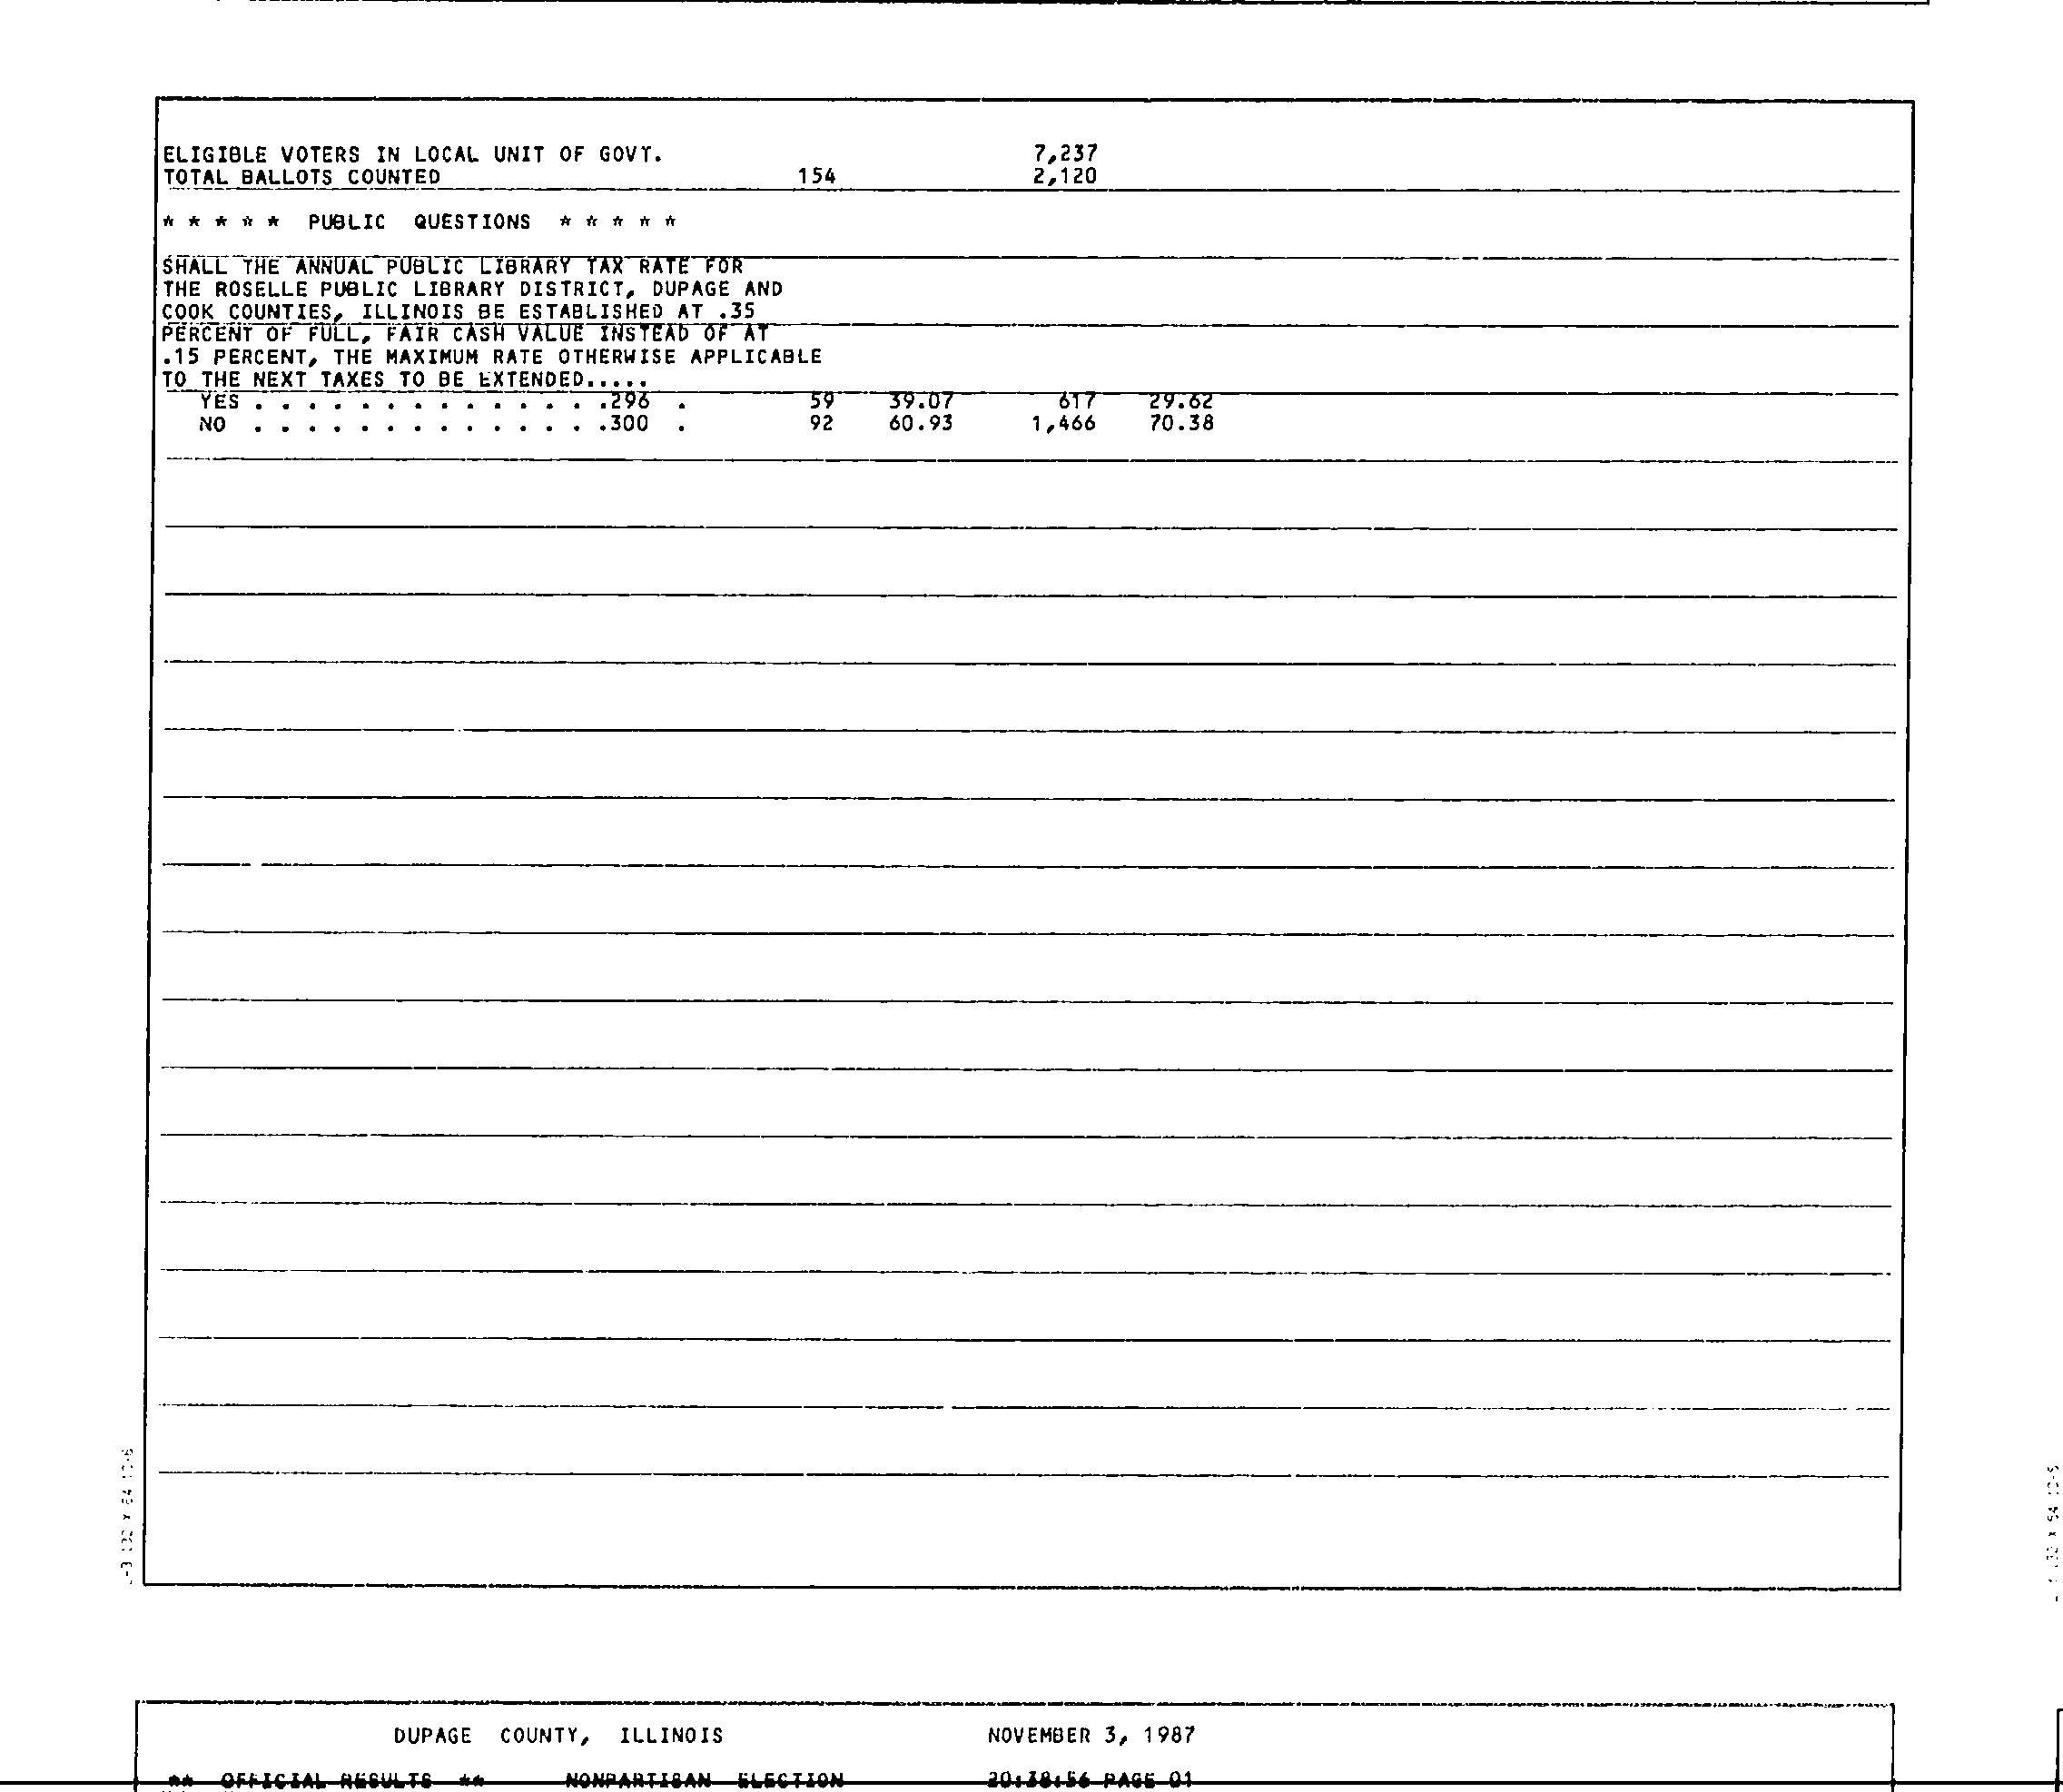 ELIGIBLE VOTERS IN LOCAL UNIT OF GOVT. 7,237
TOTAL BALLOTS COUNTED 154 2,120
* * * * * PUBLIC QUESTIONS * * * * *
SHALL THE ANNUAL PUBLIC LIBRARY TAX RATE FOR
THE ROSELLE PUBLIC LIBRARY DISTRICT, DUPAGE AND
COOK COUNTIES, ILLINOIS BE ESTABLISHED AT .35
PERCENT OF FULL, FAIR CASH VALUE INSTEAD OF AT
.15 PERCENT, THE MAXIMUM RATE OTHERWISE APPLICABLE
TO THE NEXT TAXES TO BE EXTENDED.....
YES . . . . . . . . . . . . . .296 . 59 39.07 617 29.62
NO . . . . . . . . . . . . . .300 . 92 60.93 1,466 70.38
DUPAGE COUNTY, ILLINOIS NOVEMBER 3, 1987
** OFFICIAL RESULTS ** NONPARTISAN ELECTION 20:38:56 PAGE 01